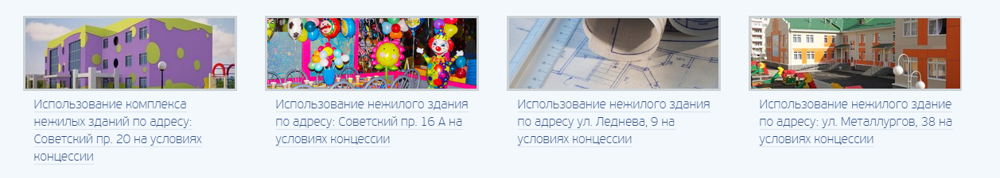 Использование комплекса
нежилых зданий по адресу:
Советский пр. 20 на условиях
концессии
Использование нежилого здания
по адресу: Советский пр. 16 А на
условиях концессии
Использование нежилого здания
по адресу ул. Леднева, 9 на
условиях концессии
Использование нежилого здание
по адресу: ул. Металлургов, 38 на
условиях концессии